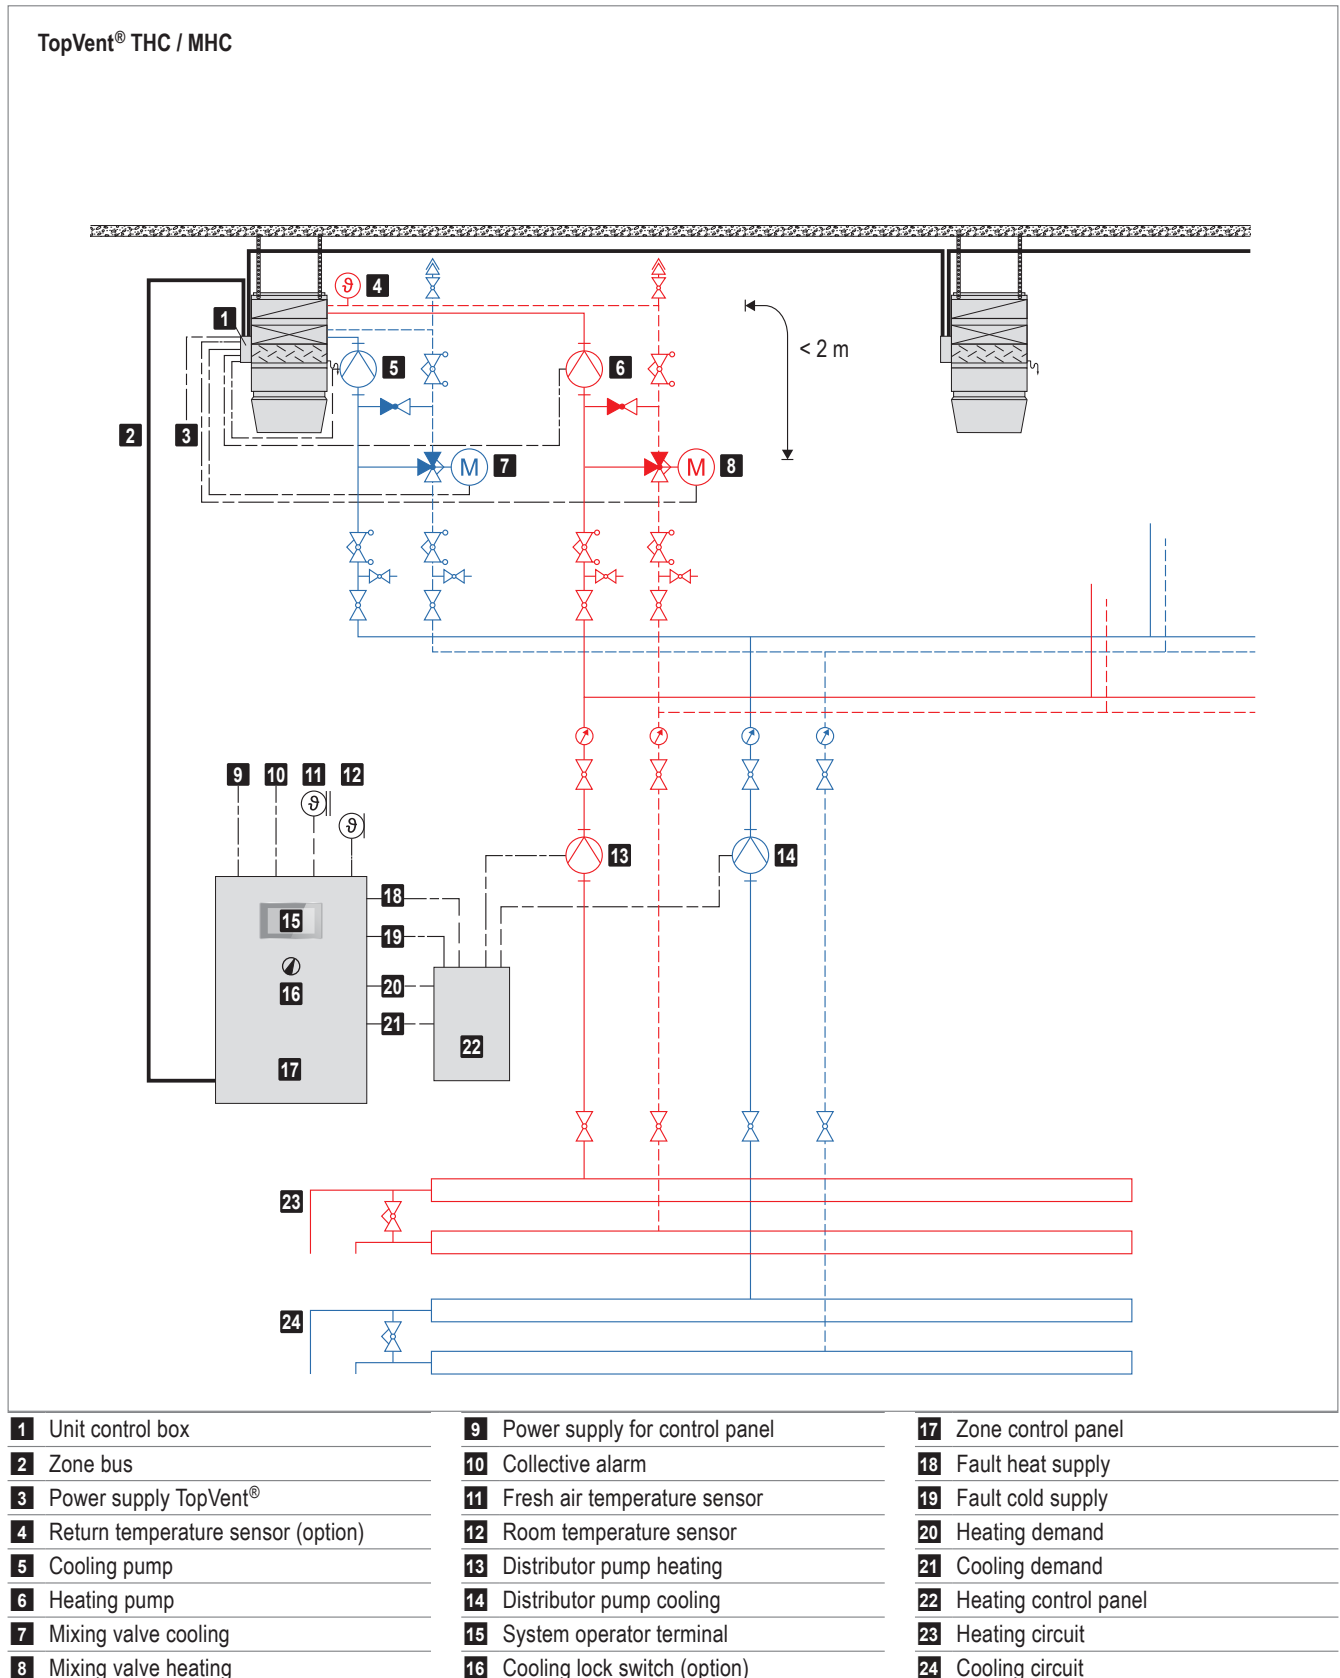 TopVent® THC / MHC
4
1
< 2 m
5
6
2
3
M
7
M
8
9
10
11
12
13
14
15
16
17
18
19
20
21
22
23
24
1 Unit control box
2 Zone bus
3 Power supply TopVent®
4 Return temperature sensor (option)
5 Cooling pump
6 Heating pump
7 Mixing valve cooling
8 Mixing valve heating
9 Power supply for control panel
10 Collective alarm
11 Fresh air temperature sensor
12 Room temperature sensor
13 Distributor pump heating
14 Distributor pump cooling
15 System operator terminal
16 Cooling lock switch (option)
17 Zone control panel
18 Fault heat supply
19 Fault cold supply
20 Heating demand
21 Cooling demand
22 Heating control panel
23 Heating circuit
24 Cooling circuit